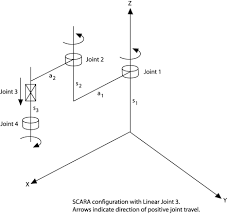 Z
Joint 2
Joint 1
a₂
s₂
Joint 3
s₃
a₁
s₁
Joint 4
X
Y
SCARA configuration with Linear Joint 3.
Arrows indicate direction of positive joint travel.